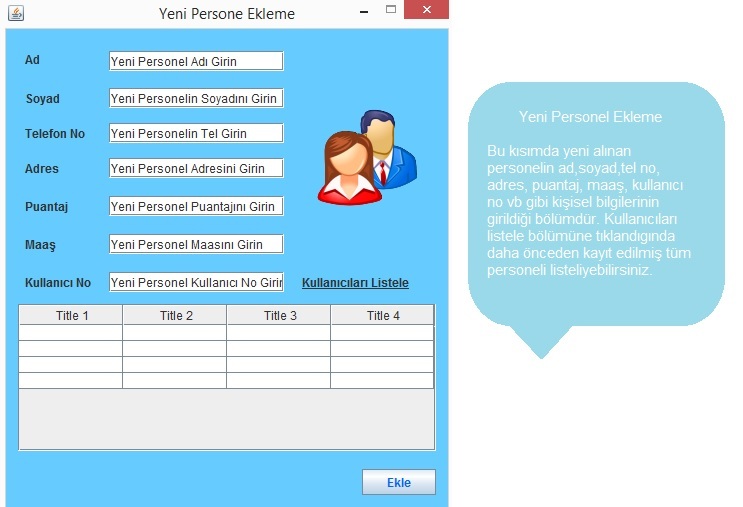 Yeni Persone Ekleme
Ad
Yeni Personel Adı Girin
Soyad
Yeni Personelin Soyadını Girin
Telefon No
Yeni Personelin Tel Girin
Adres
Yeni Personel Adresini Girin
Puantaj
Yeni Personel Puantajını Girin
Maaş
Yeni Personel Maasını Girin
Kullanıcı No
Yeni Personel Kullanıcı No Girin
Kullanıcıları Listele
Title 1 Title 2 Title 3 Title 4
Ekle
Yeni Personel Ekleme
Bu kısımda yeni alınan
personelin ad,soyad,tel no,
adres, puantaj, maaş, kullanıcı
no vb gibi kişisel bilgilerinin
girildiği bölümdür. Kullanıcıları
listele bölümüne tıklandıgında
daha önceden kayıt edilmiş tüm
personeli listeliyebilirsiniz.